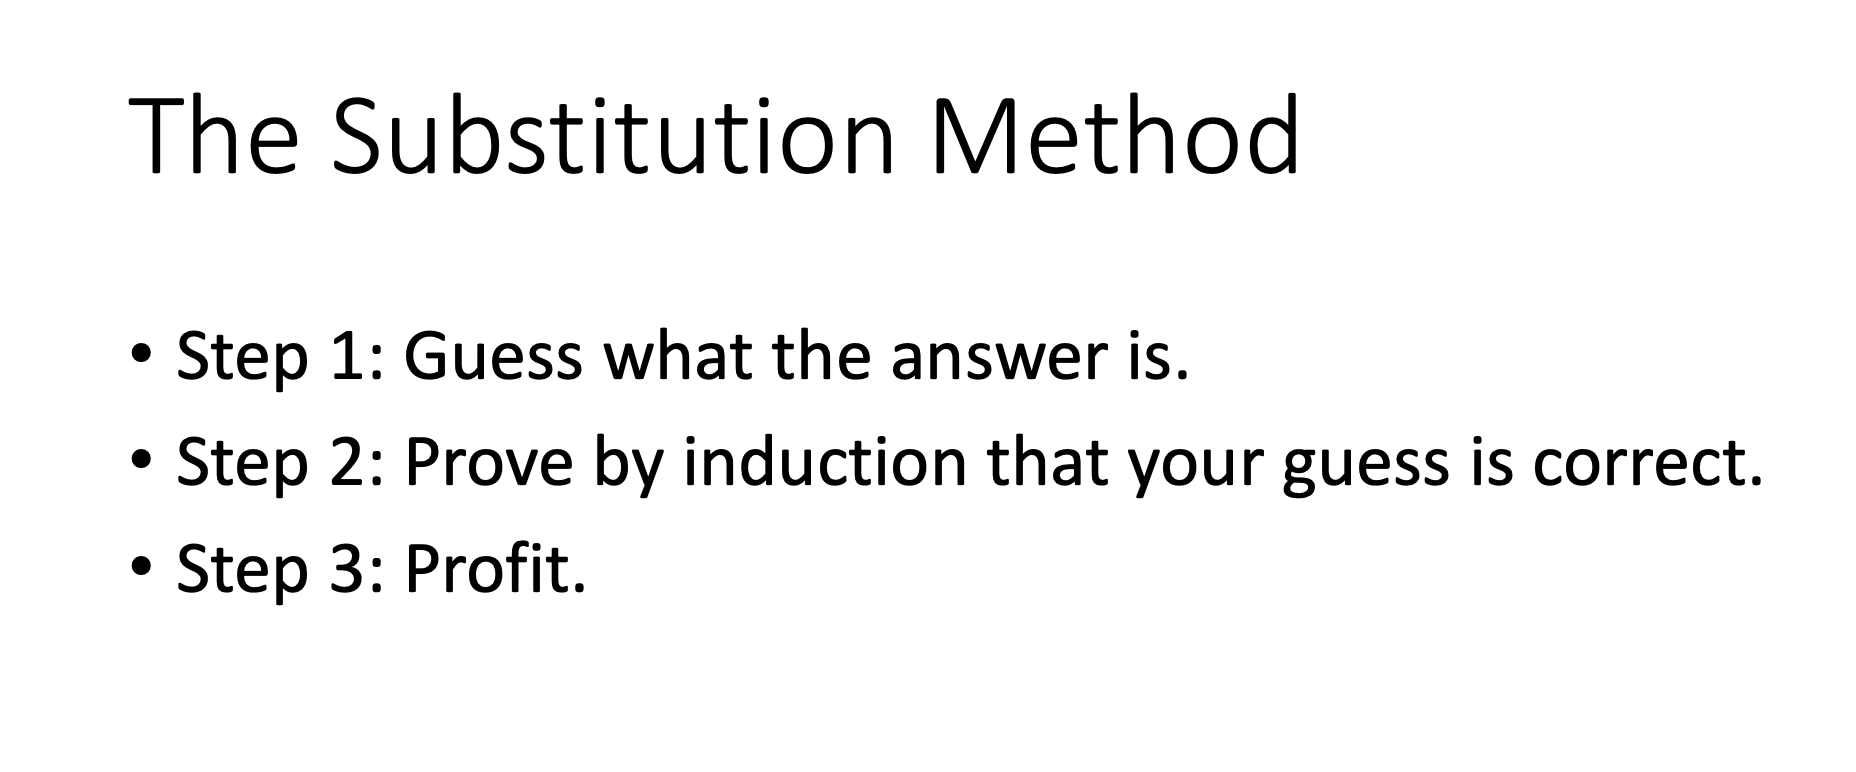 The Substitution Method
• Step 1: Guess what the answer is.
• Step 2: Prove by induction that your guess is correct.
• Step 3: Profit.